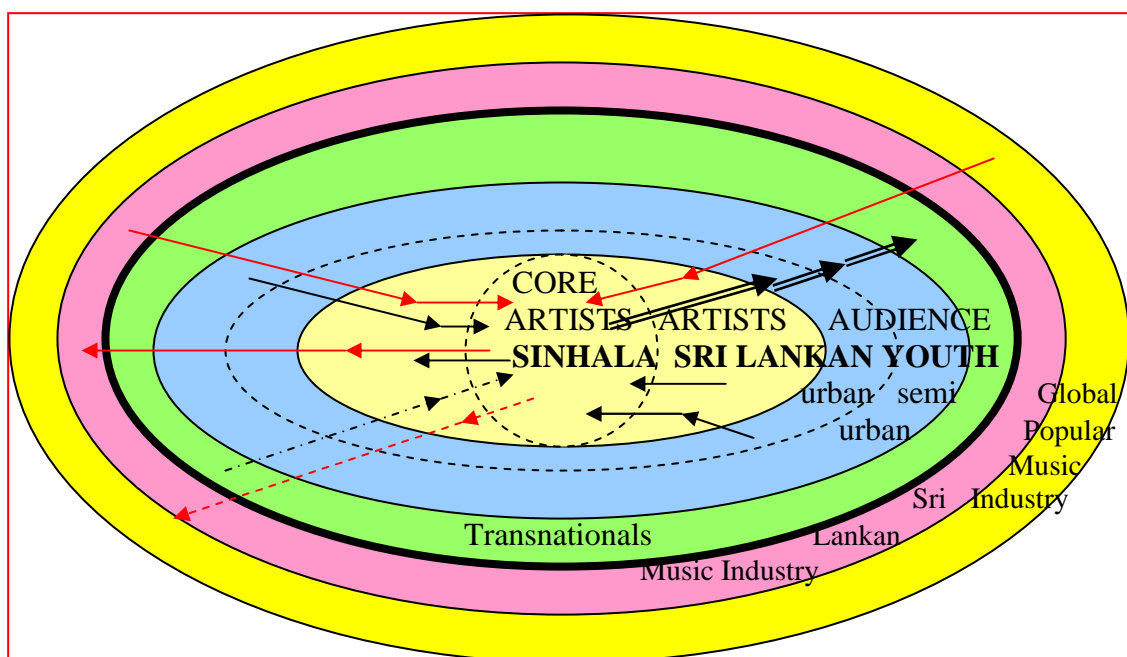 CORE
ARTISTS ARTISTS AUDIENCE
SINHALA SRI LANKAN YOUTH
urban semi
urban
Global
Popular
Music
Industry
Sri
Lankan
Music Industry
Transnationals